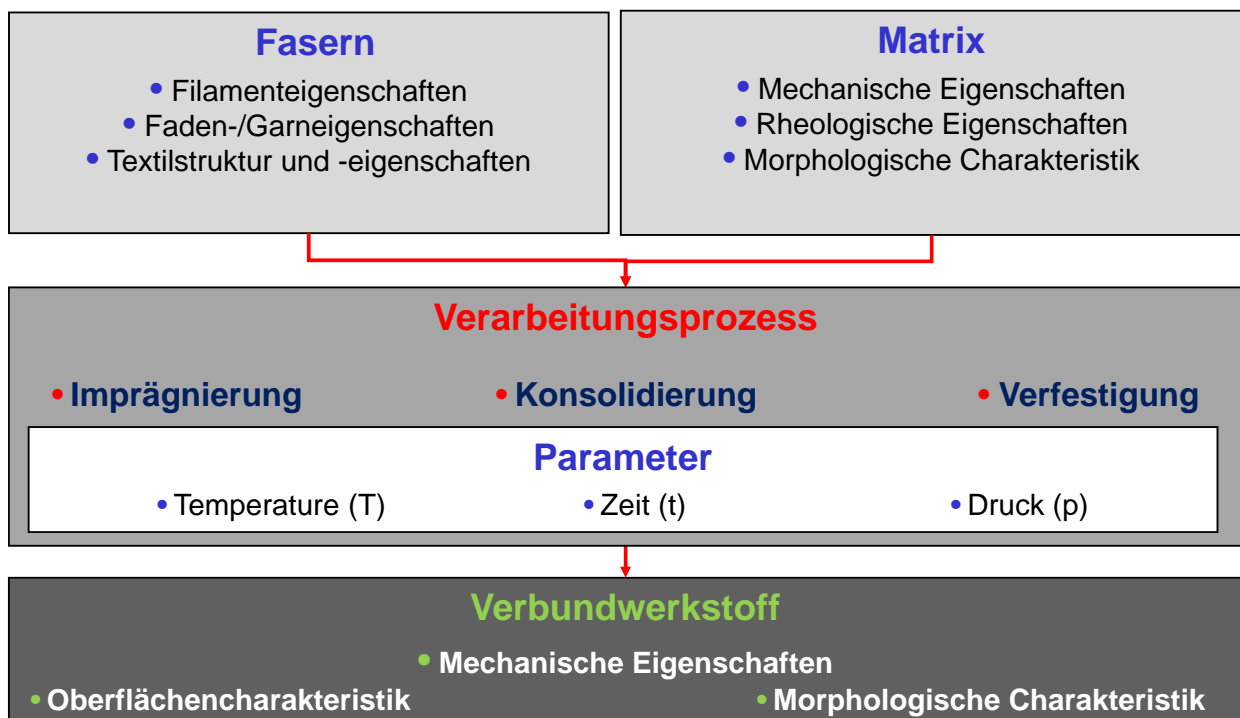 Fasern
• Filamenteigenschaften
• Faden-/Garneigenschaften
• Textilstruktur und -eigenschaften
Matrix
• Mechanische Eigenschaften
• Rheologische Eigenschaften
• Morphologische Charakteristik
Verarbeitungsprozess
• Imprägnierung • Konsolidierung • Verfestigung
Parameter
• Temperature (T) • Zeit (t) • Druck (p)
Verbundwerkstoff
• Mechanische Eigenschaften
• Oberflächencharakteristik • Morphologische Charakteristik